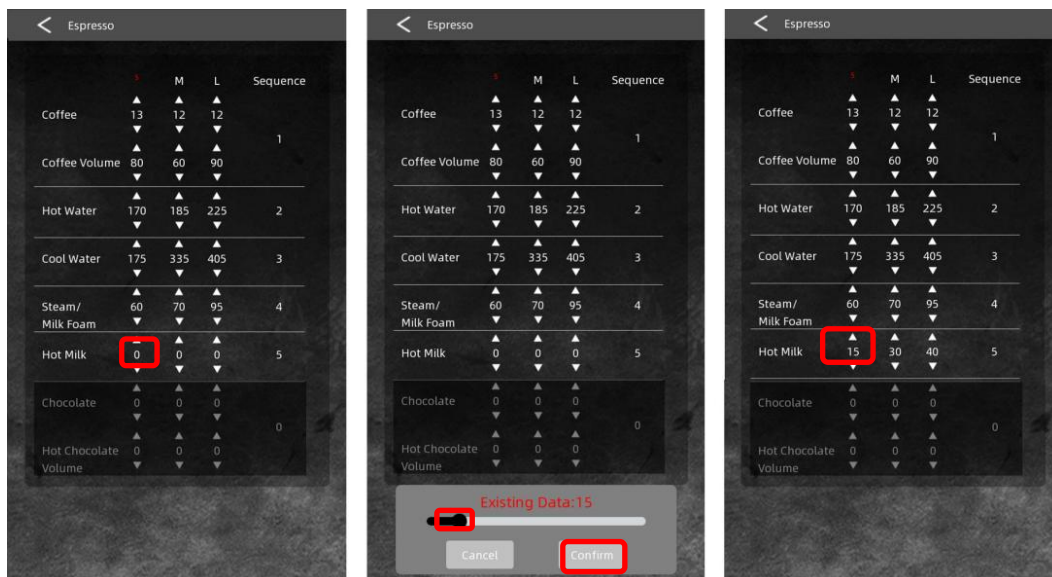 Espresso
S M L Sequence
Coffee 13 12 12
1
Coffee Volume 80 60 90
Hot Water 170 185 225 2
Cool Water 175 335 405 3
Steam/ 60 70 95 4
Milk Foam
Hot Milk 0 0 0 5
Chocolate 0 0 0
0
Hot Chocolate 0 0 0
Volume
Espresso
S M L Sequence
Coffee 13 12 12
1
Coffee Volume 80 60 90
Hot Water 170 185 225 2
Cool Water 175 335 405 3
Steam/ 60 70 95 4
Milk Foam
Hot Milk 0 0 0 5
Chocolate 0 0 0
0
Hot Chocolate 0 0 0
Volume
Existing Data:15
Cancel Confirm
Espresso
S M L Sequence
Coffee 13 12 12
1
Coffee Volume 80 60 90
Hot Water 170 185 225 2
Cool Water 175 335 405 3
Steam/ 60 70 95 4
Milk Foam
Hot Milk 15 30 40 5
Chocolate 0 0 0
0
Hot Chocolate 0 0 0
Volume